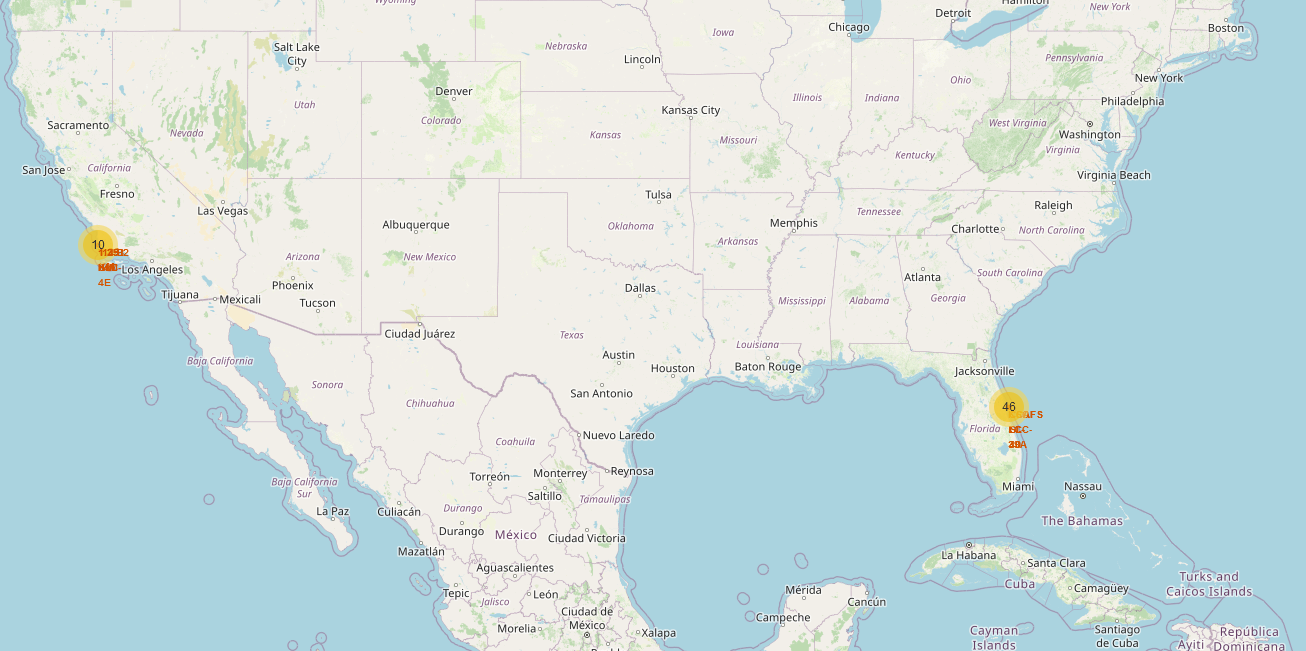 Wyoming
Detroit
Hamilton
New York
Chicago
Boston
Iowa
Nebraska
Salt Lake
City
Lincoln
Pennsylvania
New York
Denver
Utah
Illinois
Indiana
Ohio
Philadelphia
Kansas City
Colorado
Sacramento
Nevada
Kansas
Missouri
West Virginia
Washington
Virginia
Kentucky
San Jose
California
Fresno
Virginia Beach
Tulsa
Las Vegas
Raleigh
Albuquerque
Oklahoma
Memphis
Tennessee
Charlotte
North Carolina
10
Arkansas
Arizona
New Mexico
4E
Los Angeles
Atlanta
South Carolina
Phoenix
Dallas
Tijuana
Mexicali
Tucson
Mississippi
Alabama
Georgia
Ciudad Juárez
Texas
Louisiana
Austin
Baja California
Houston
Baton Rouge
Jacksonville
Sonora
San Antonio
Chihuahua
46
Florida
Nuevo Laredo
Coahuila
Torreón
Monterrey
Reynosa
Baja California
Sur
Saltillo
Tamaulipas
Miami
Nassau
La Paz
Culiacán
Durango
The Bahamas
Durango
México
Ciudad Victoria
Mazatlán
La Habana
Santa Clara
Aguascalientes
Cuba
Camagüey
Turks and
Caicos Islands
Tepic
León
Jalisco
Mérida
Cancún
Ciudad de
México
Campeche
Morelia
Xalapa
Cayman
Islands
Santiago
de Cuba
Ayiti
República
Dominicana